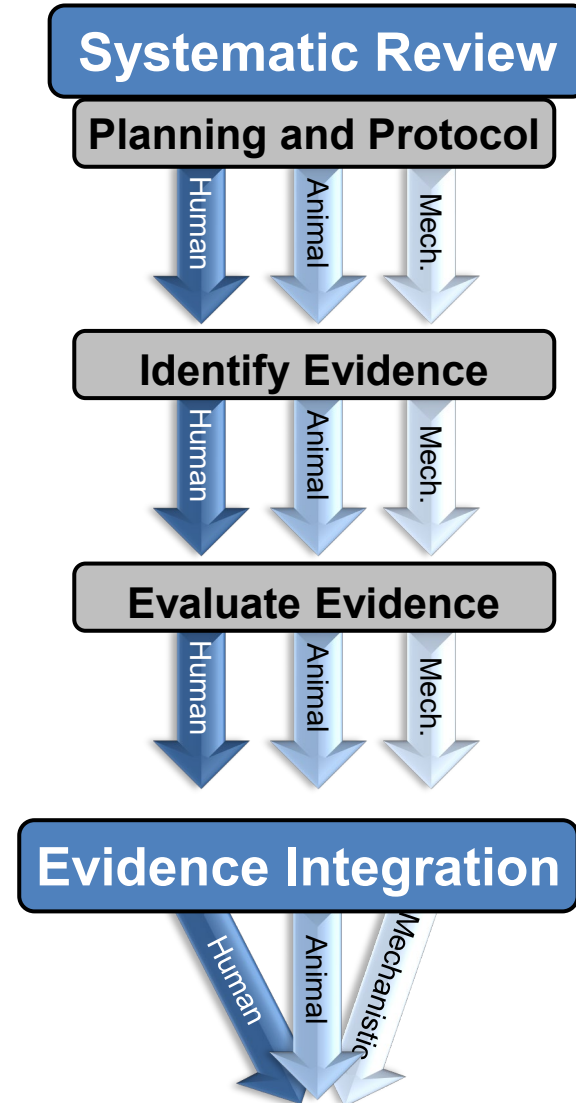 Systematic Review
Planning and Protocol
Human
Animal
Mech.
Identify Evidence
Human
Animal
Mech.
Evaluate Evidence
Human
Animal
Mech.
Evidence Integration
Human
Animal
Mechanistic